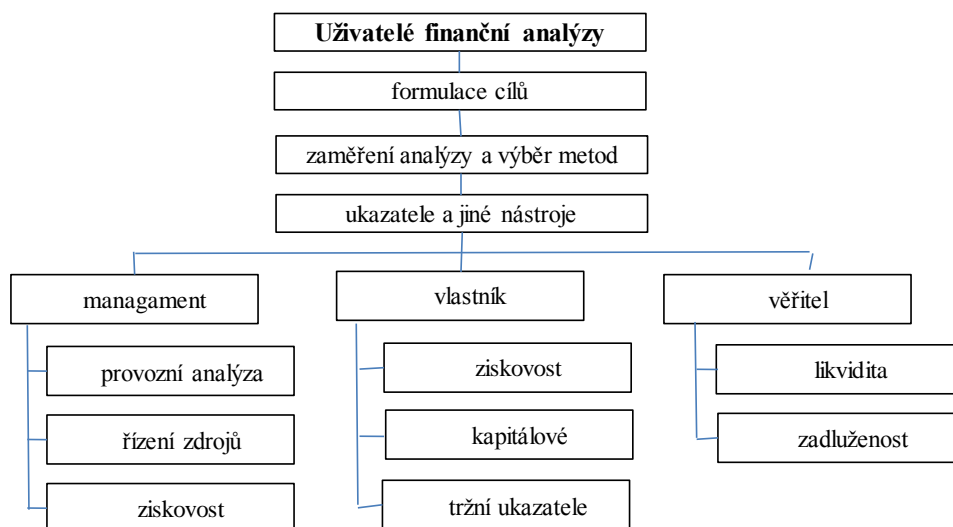 Uživatelé finanční analýzy
formulace cílů
zaměření analýzy a výběr metod
ukazatele a jiné nástroje
managament
provozní analýza
řízení zdrojů
ziskovost
vlastník
ziskovost
kapitálové
tržní ukazatele
věřitel
likvidita
zadluženost